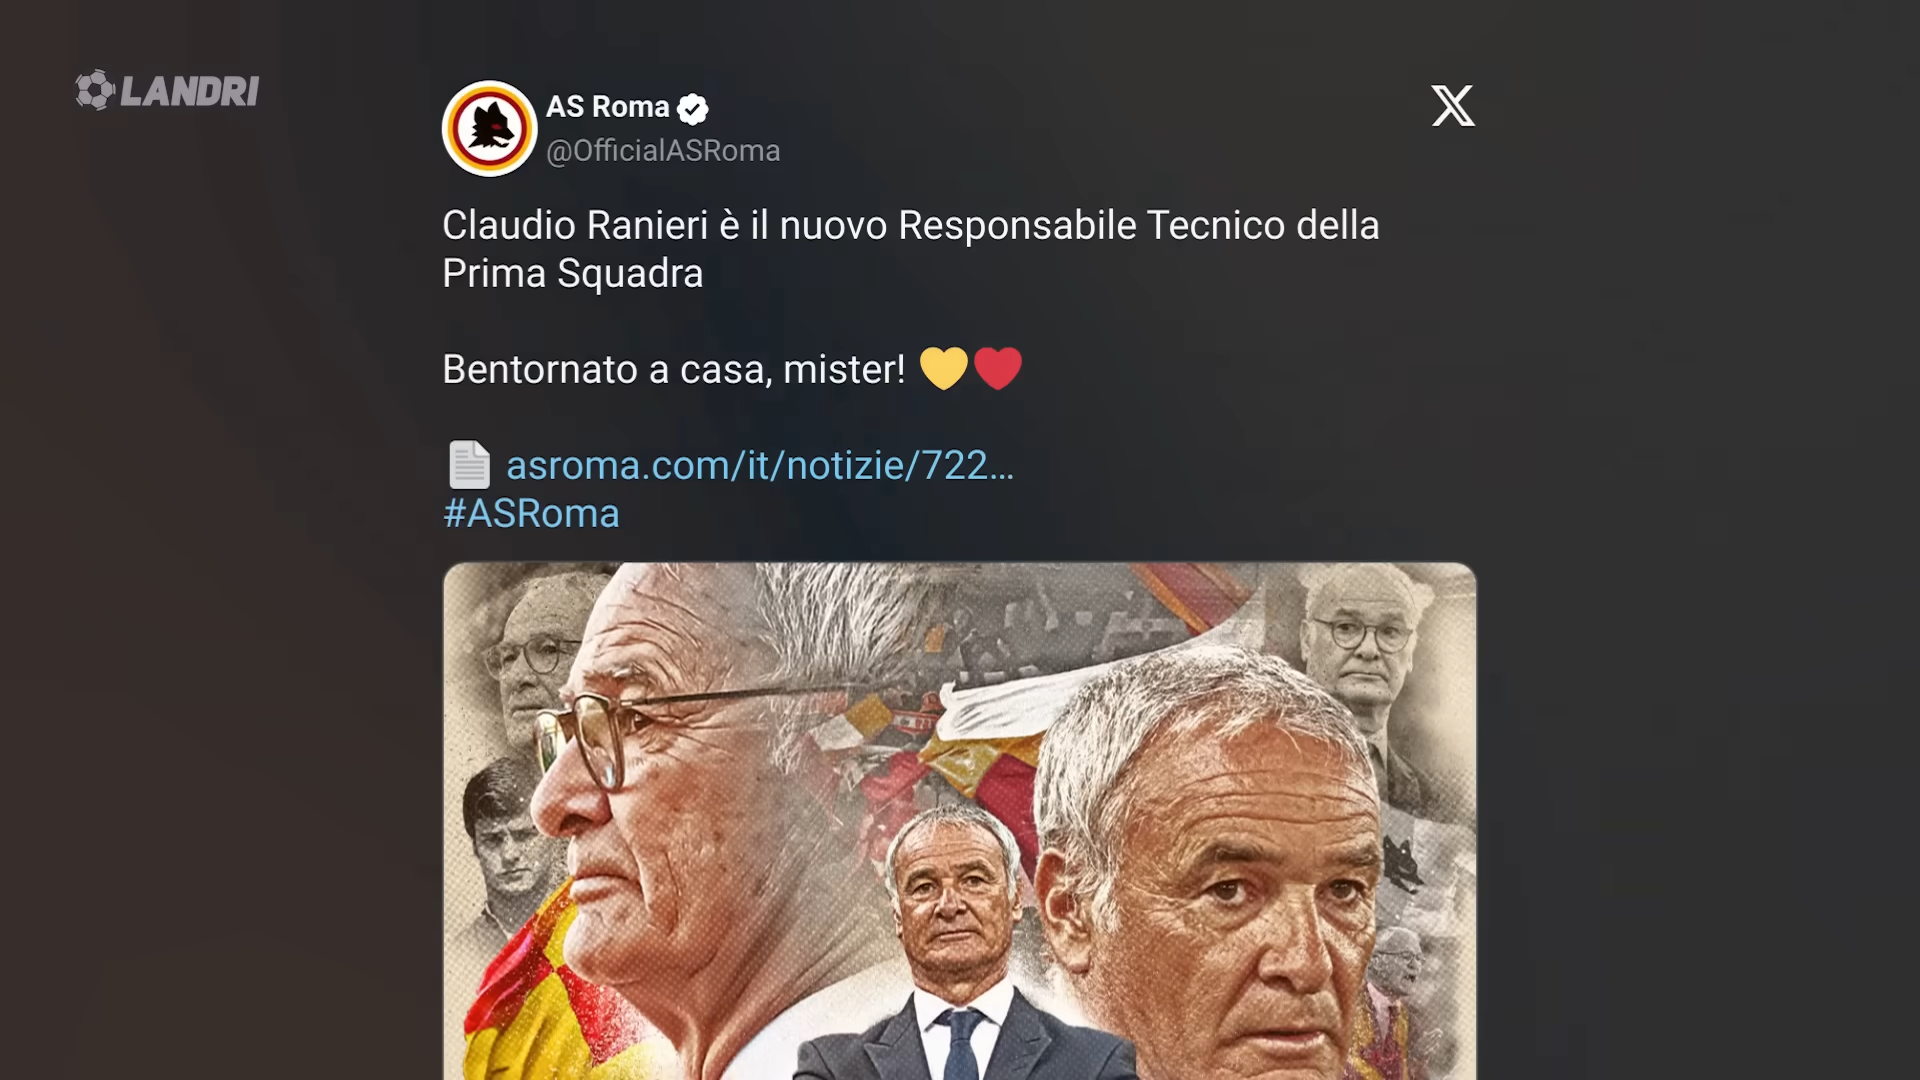 LANDRI
AS Roma
@OfficialASRoma
Claudio Ranieri è il nuovo Responsabile Tecnico della
Prima Squadra
Bentornato a casa, mister! 💛❤️
📄 asroma.com/it/notizie/722…
#ASRoma